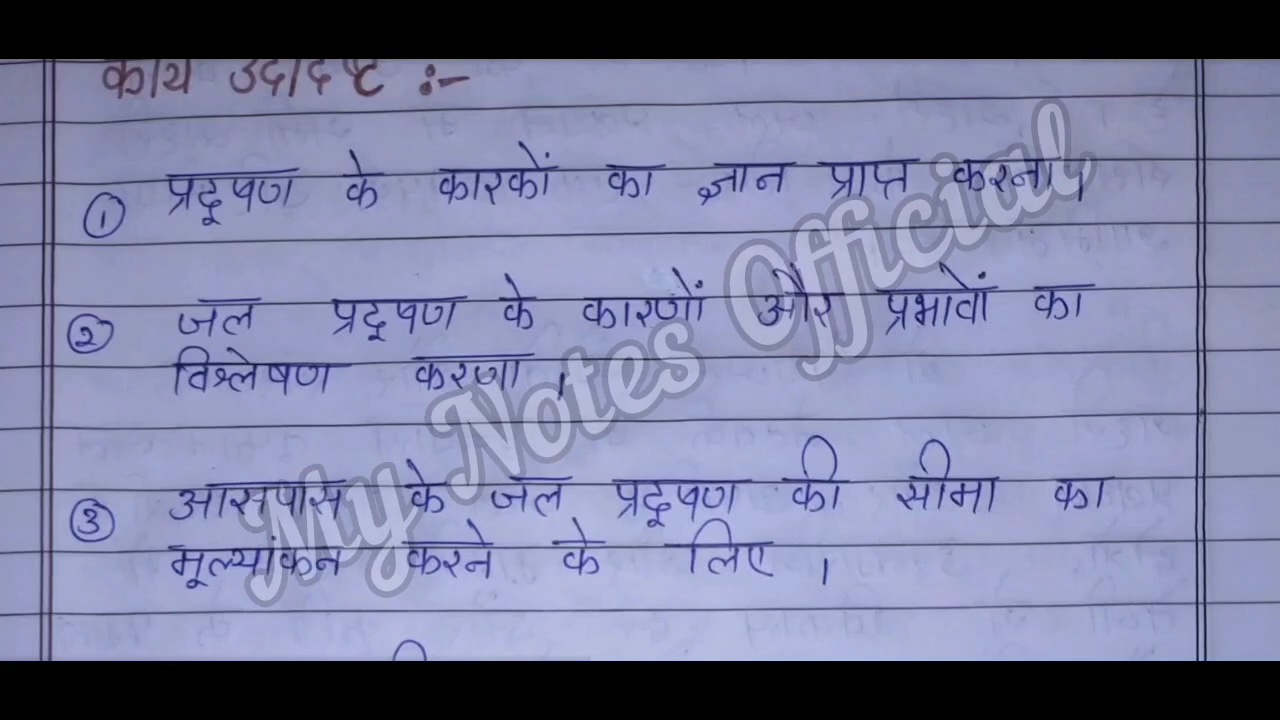 कार्य उद्दीष्ट :-
① प्रदूषण के कारकों का ज्ञान प्राप्त करना।
② जल प्रदूषण के कारणों और प्रभावों का
विश्लेषण करणा।
③ आसपास के जल प्रदूषण की सीमा का
मूल्यांकन करने के लिए।
My Notes Official